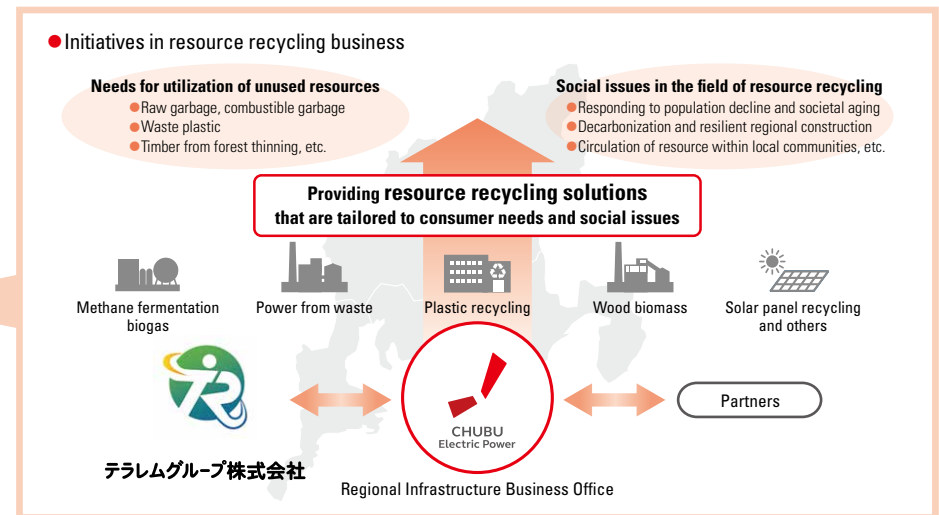 ●Initiatives in resource recycling business
Needs for utilization of unused resources
●Raw garbage, combustible garbage
●Waste plastic
●Timber from forest thinning, etc.
Social issues in the field of resource recycling
●Responding to population decline and societal aging
●Decarbonization and resilient regional construction
●Circulation of resource within local communities, etc.
Providing resource recycling solutions
that are tailored to consumer needs and social issues
Methane fermentation
biogas
Power from waste
Plastic recycling
Wood biomass
Solar panel recycling
and others
CHUBU
Electric Power
Partners
テラレムグループ株式会社
Regional Infrastructure Business Office